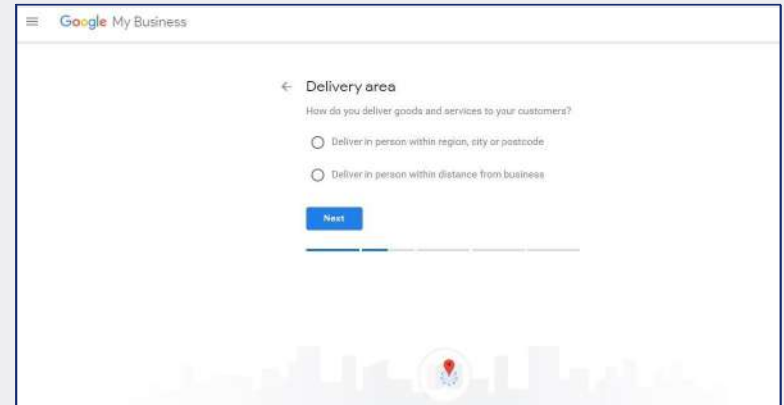 Google My Business
Delivery area
How do you deliver goods and services to your customers?
Deliver in person within region, city or postcode
Deliver in person within distance from business
Next